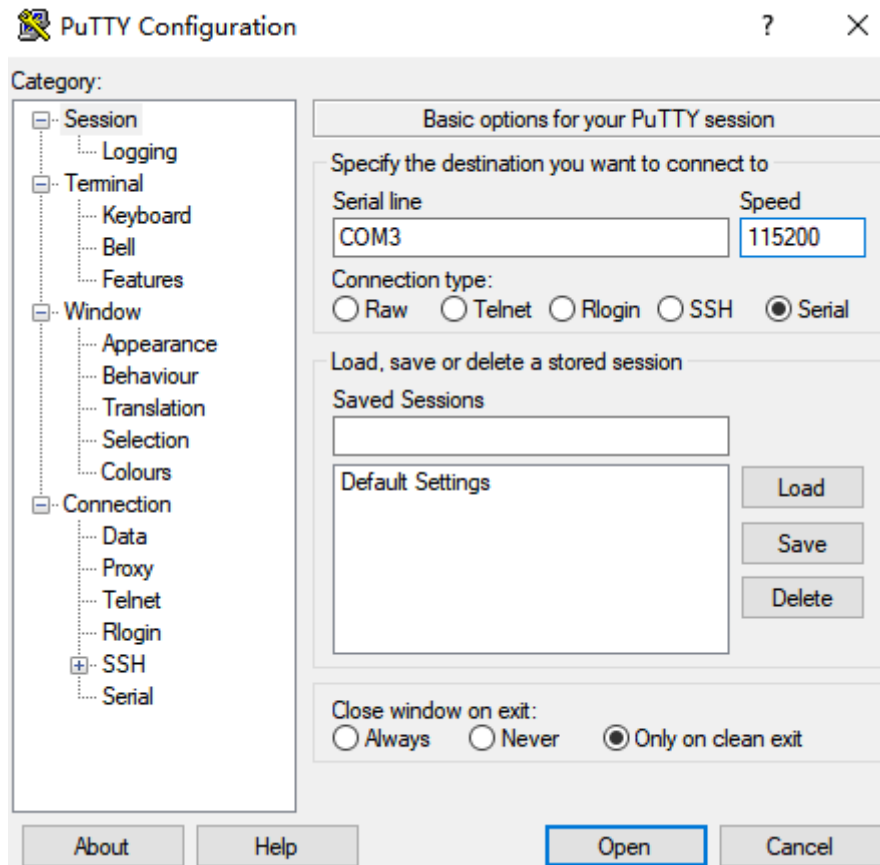 PuTTY Configuration
?
Category:
Session
Logging
Terminal
Keyboard
Bell
Features
Window
Appearance
Behaviour
Translation
Selection
Colours
Connection
Data
Proxy
Telnet
Rlogin
SSH
Serial
Basic options for your PuTTY session
Specify the destination you want to connect to
Serial line Speed
COM3 115200
Connection type:
Raw Telnet Rlogin SSH Serial
Load, save or delete a stored session
Saved Sessions
Default Settings
Load
Save
Delete
Close window on exit:
Always Never Only on clean exit
About Help Open Cancel